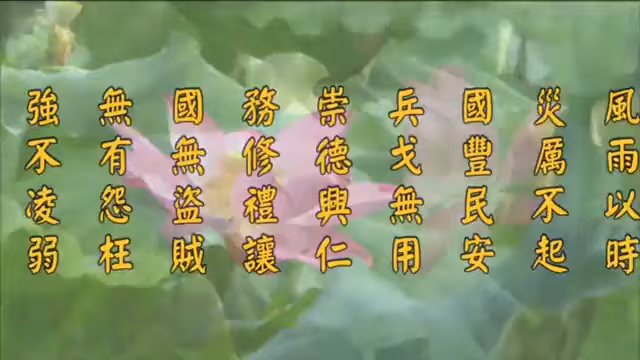 風雨以時
災厲不起
國豐民安
兵戈無用
崇德興仁
務修禮讓
國無盜賊
無有怨枉
強不凌弱